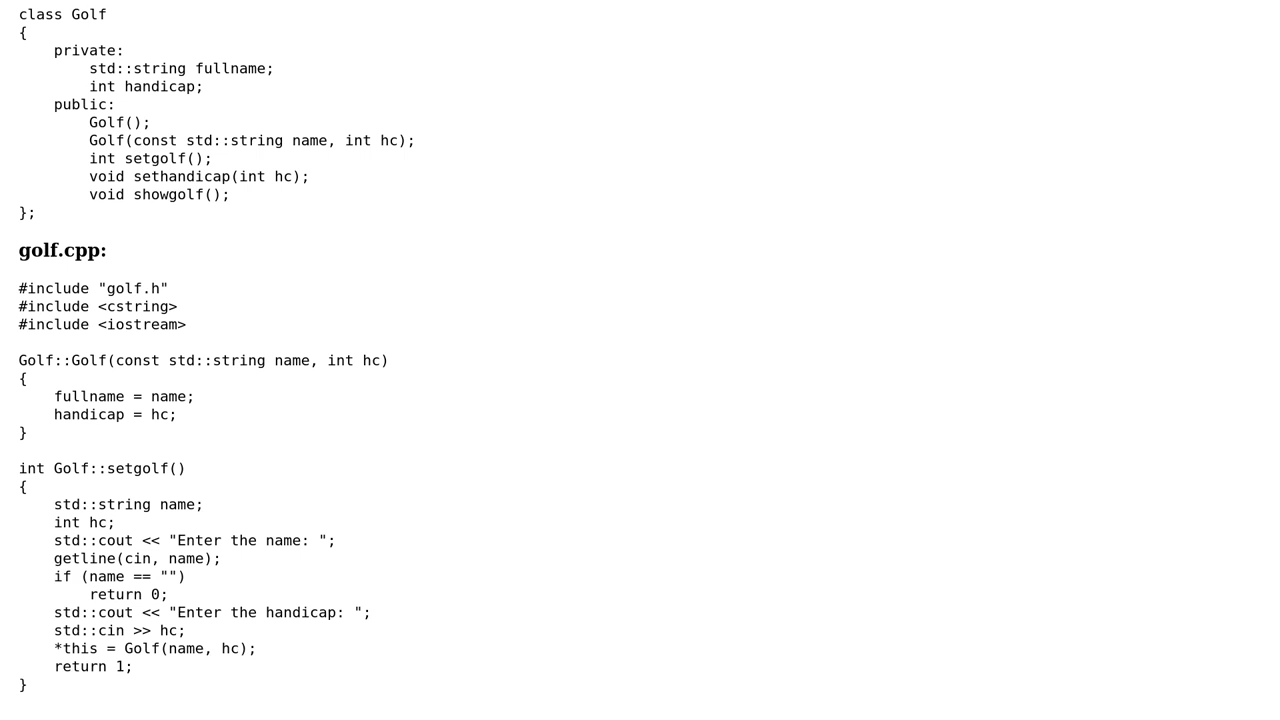 class Golf
{
    private:
        std::string fullname;
        int handicap;
    public:
        Golf();
        Golf(const std::string name, int hc);
        int setgolf();
        void sethandicap(int hc);
        void showgolf();
};
golf.cpp:
#include "golf.h"
#include <cstring>
#include <iostream>
Golf::Golf(const std::string name, int hc)
{
    fullname = name;
    handicap = hc;
}
int Golf::setgolf()
{
    std::string name;
    int hc;
    std::cout << "Enter the name: ";
    getline(cin, name);
    if (name == "")
        return 0;
    std::cout << "Enter the handicap: ";
    std::cin >> hc;
    *this = Golf(name, hc);
    return 1;
}